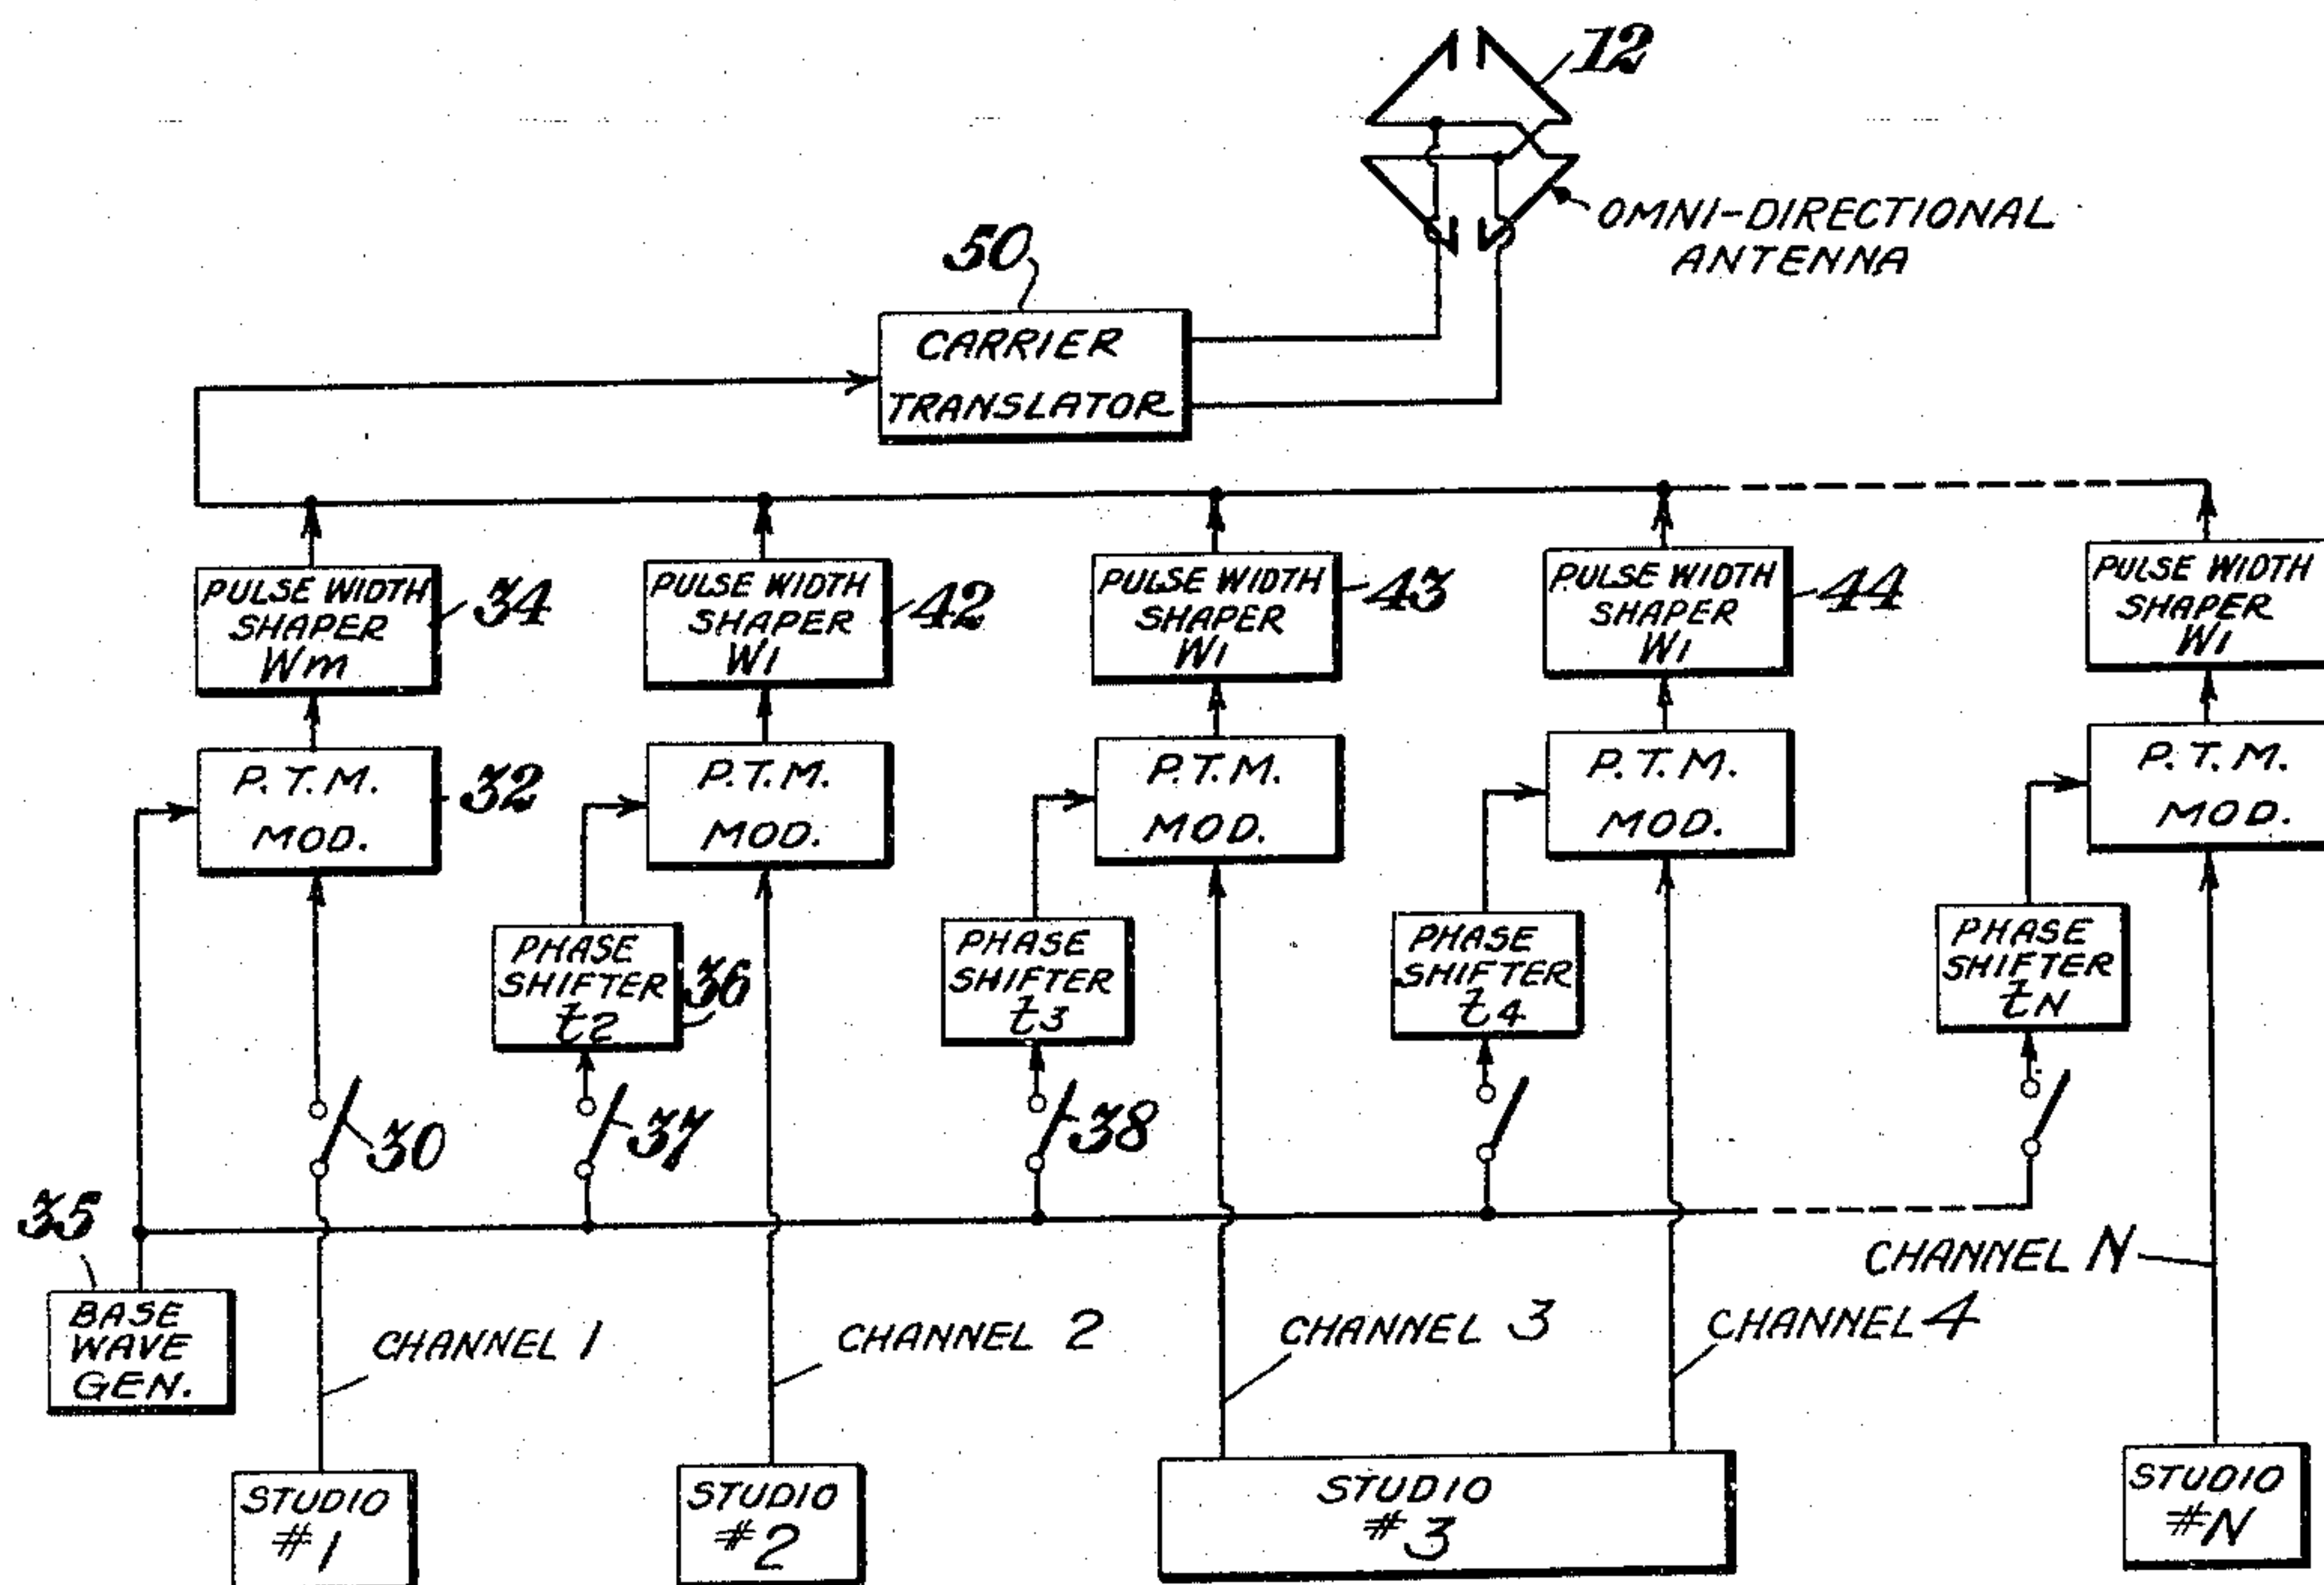 12
OMNI-DIRECTIONAL
ANTENNA
50
CARRIER
TRANSLATOR
PULSE WIDTH
SHAPER
Wm
34
PULSE WIDTH
SHAPER
W1
42
PULSE WIDTH
SHAPER
W1
43
PULSE WIDTH
SHAPER
W1
44
PULSE WIDTH
SHAPER
W1
P.T.M.
MOD.
32
P.T.M.
MOD.
P.T.M.
MOD.
P.T.M.
MOD.
P.T.M.
MOD.
PHASE
SHIFTER
t2
36
PHASE
SHIFTER
t3
PHASE
SHIFTER
t4
PHASE
SHIFTER
tN
30
37
38
35
BASE
WAVE
GEN.
CHANNEL 1
CHANNEL 2
CHANNEL 3
CHANNEL 4
CHANNEL N
STUDIO
#1
STUDIO
#2
STUDIO
#3
STUDIO
#N